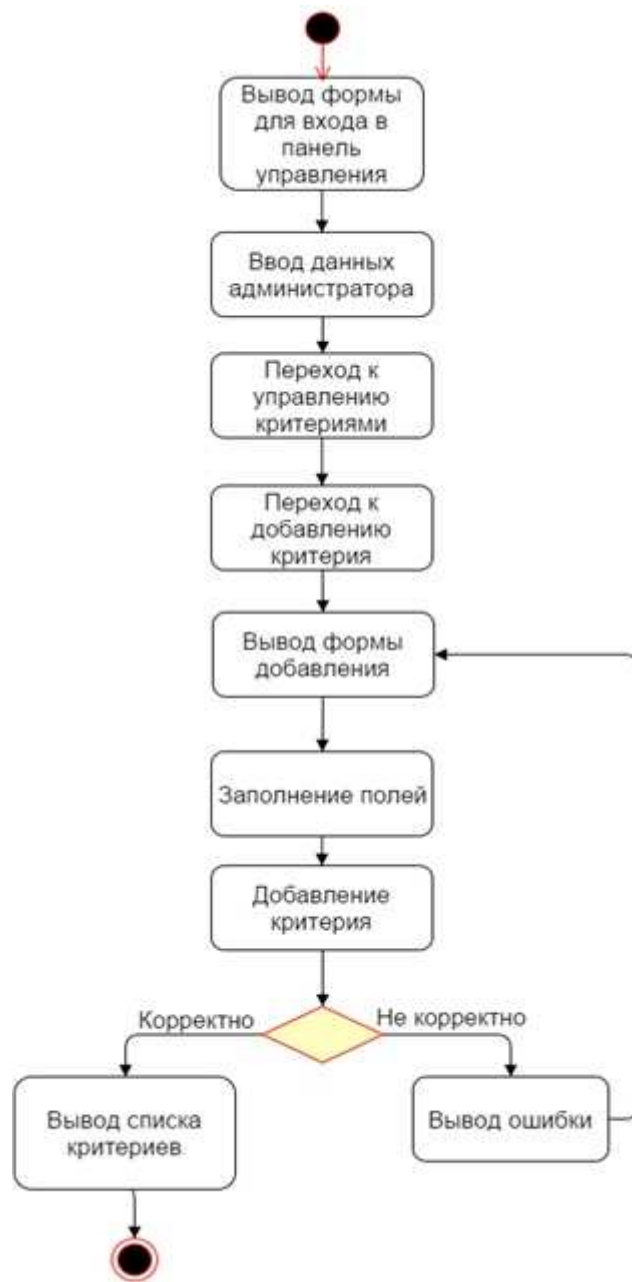 Вывод формы
для входа в
панель
управления
Ввод данных
администратора
Переход к
управлению
критериями
Переход к
добавлению
критерия
Вывод формы
добавления
Заполнение полей
Добавление
критерия
Корректно
Не корректно
Вывод списка
критериев
Вывод ошибки